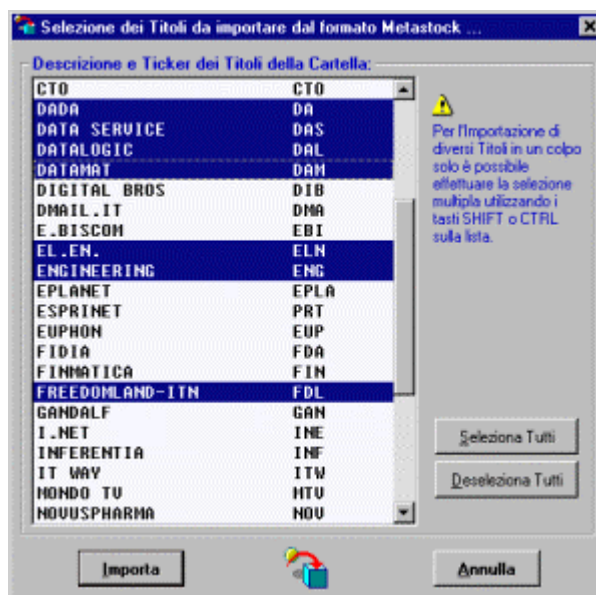 Selezione dei Titoli da importare dal formato Metastock ...
Descrizione e Ticker dei Titoli della Cartella:
CTO CTO
DADA DA
DATA SERVICE DAS
DATALOGIC DAL
DATAMAT DAM
DIGITAL BROS DIB
DMAIL.IT DMA
E.BISCOM EBI
EL.EN. ELN
ENGINEERING ENG
EPLANET EPLA
ESPRINET PRT
EUPHON EUP
FIDIA FDA
FINMATICA FIN
FREEDOMLAND-ITN FDL
GANDALF GAN
I.NET INE
INFERENTIA INF
IT WAY ITW
MONDO TV MTV
NOVUSPHARMA NOV
Per l'Importazione di
diversi Titoli in un colpo
solo è possibile
effettuare la selezione
multipla utilizzando i
tasti SHIFT o CTRL
sulla lista.
Seleziona Tutti
Deseleziona Tutti
Importa
Annulla